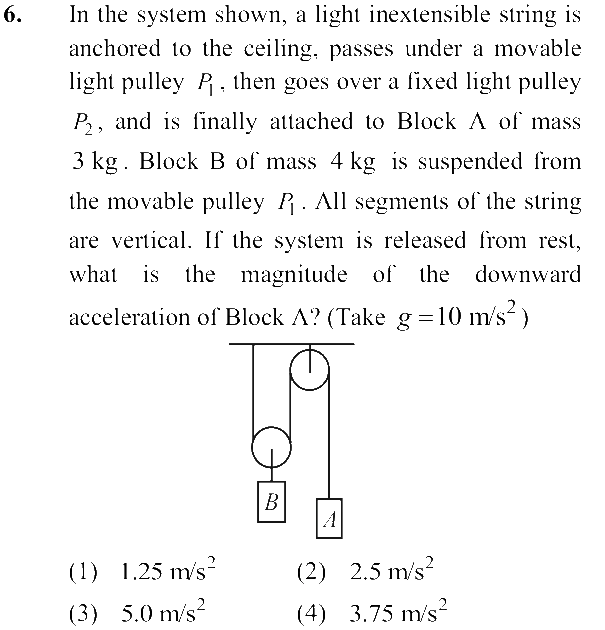 6. In the system shown, a light inextensible string is
anchored to the ceiling, passes under a movable
light pulley P₁, then goes over a fixed light pulley
P₂, and is finally attached to Block A of mass
3 kg. Block B of mass 4 kg is suspended from
the movable pulley P₁. All segments of the string
are vertical. If the system is released from rest,
what is the magnitude of the downward
acceleration of Block A? (Take g = 10 m/s²)
B
A
(1) 1.25 m/s² (2) 2.5 m/s²
(3) 5.0 m/s² (4) 3.75 m/s²